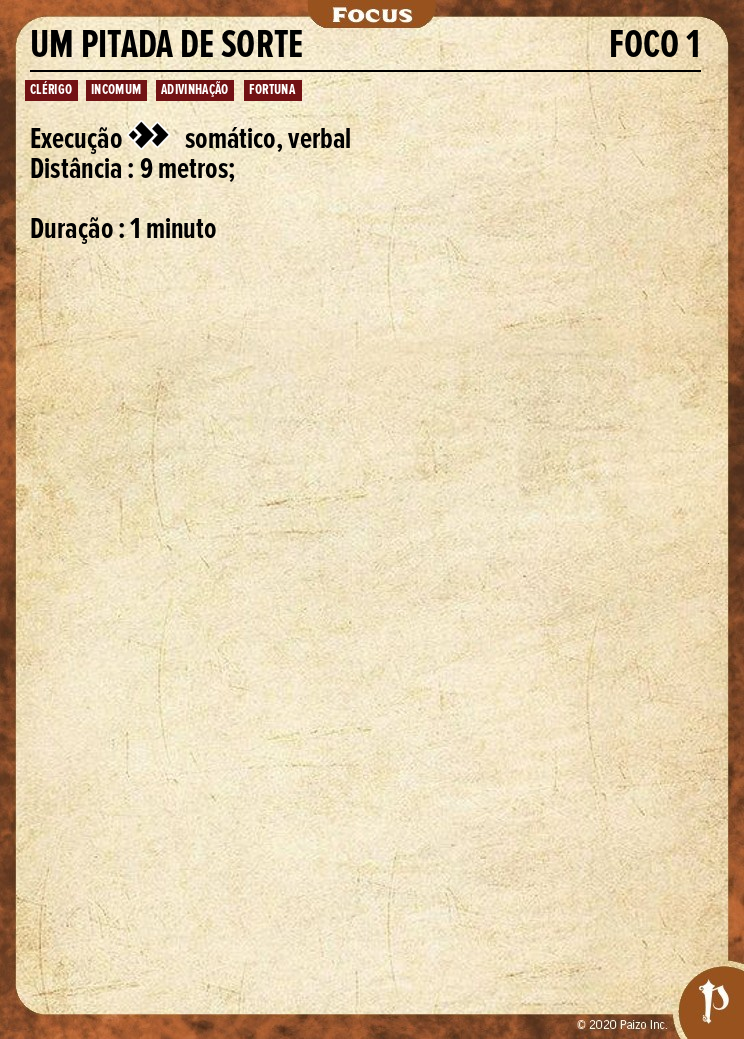 Focus
UM PITADA DE SORTE FOCO 1
CLÉRIGO INCOMUM ADIVINHAÇÃO FORTUNA
Execução somático, verbal
Distância : 9 metros;
Duração : 1 minuto
© 2020 Paizo Inc.